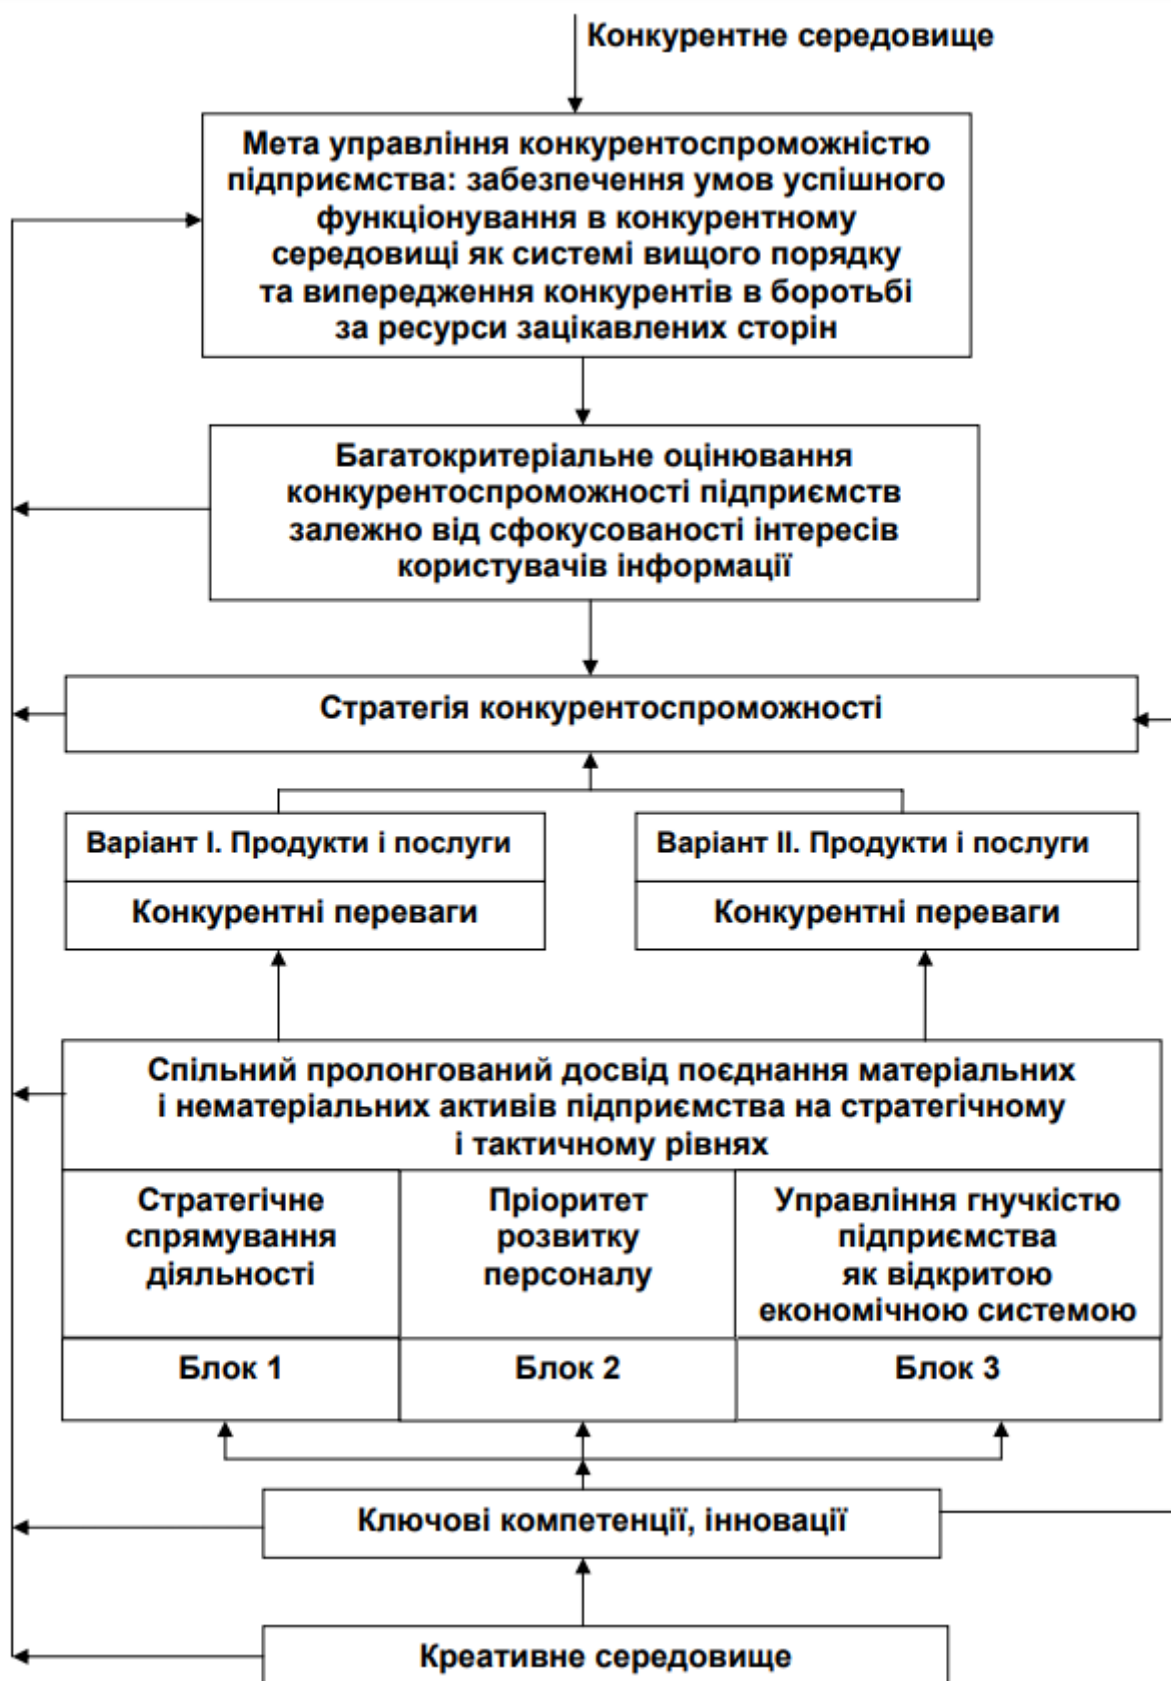 Конкурентне середовище
Мета управління конкурентоспроможністю
підприємства: забезпечення умов успішного
функціонування в конкурентному
середовищі як системі вищого порядку
та випередження конкурентів в боротьбі
за ресурси зацікавлених сторін
Багатокритеріальне оцінювання
конкурентоспроможності підприємств
залежно від сфокусованості інтересів
користувачів інформації
Стратегія конкурентоспроможності
Варіант І. Продукти і послуги
Конкурентні переваги
Варіант ІІ. Продукти і послуги
Конкурентні переваги
Спільний пролонгований досвід поєднання матеріальних
і нематеріальних активів підприємства на стратегічному
і тактичному рівнях
Стратегічне
спрямування
діяльності
Блок 1
Пріоритет
розвитку
персоналу
Блок 2
Управління гнучкістю
підприємства
як відкритою
економічною системою
Блок 3
Ключові компетенції, інновації
Креативне середовище